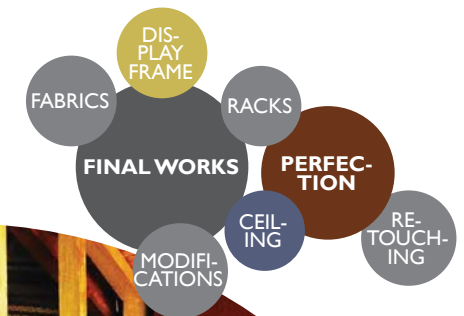 DIS-
PLAY
FRAME
FABRICS
RACKS
FINAL WORKS
PERFEC-
TION
CEIL-
ING
RE-
TOUCH-
ING
MODIFI-
CATIONS